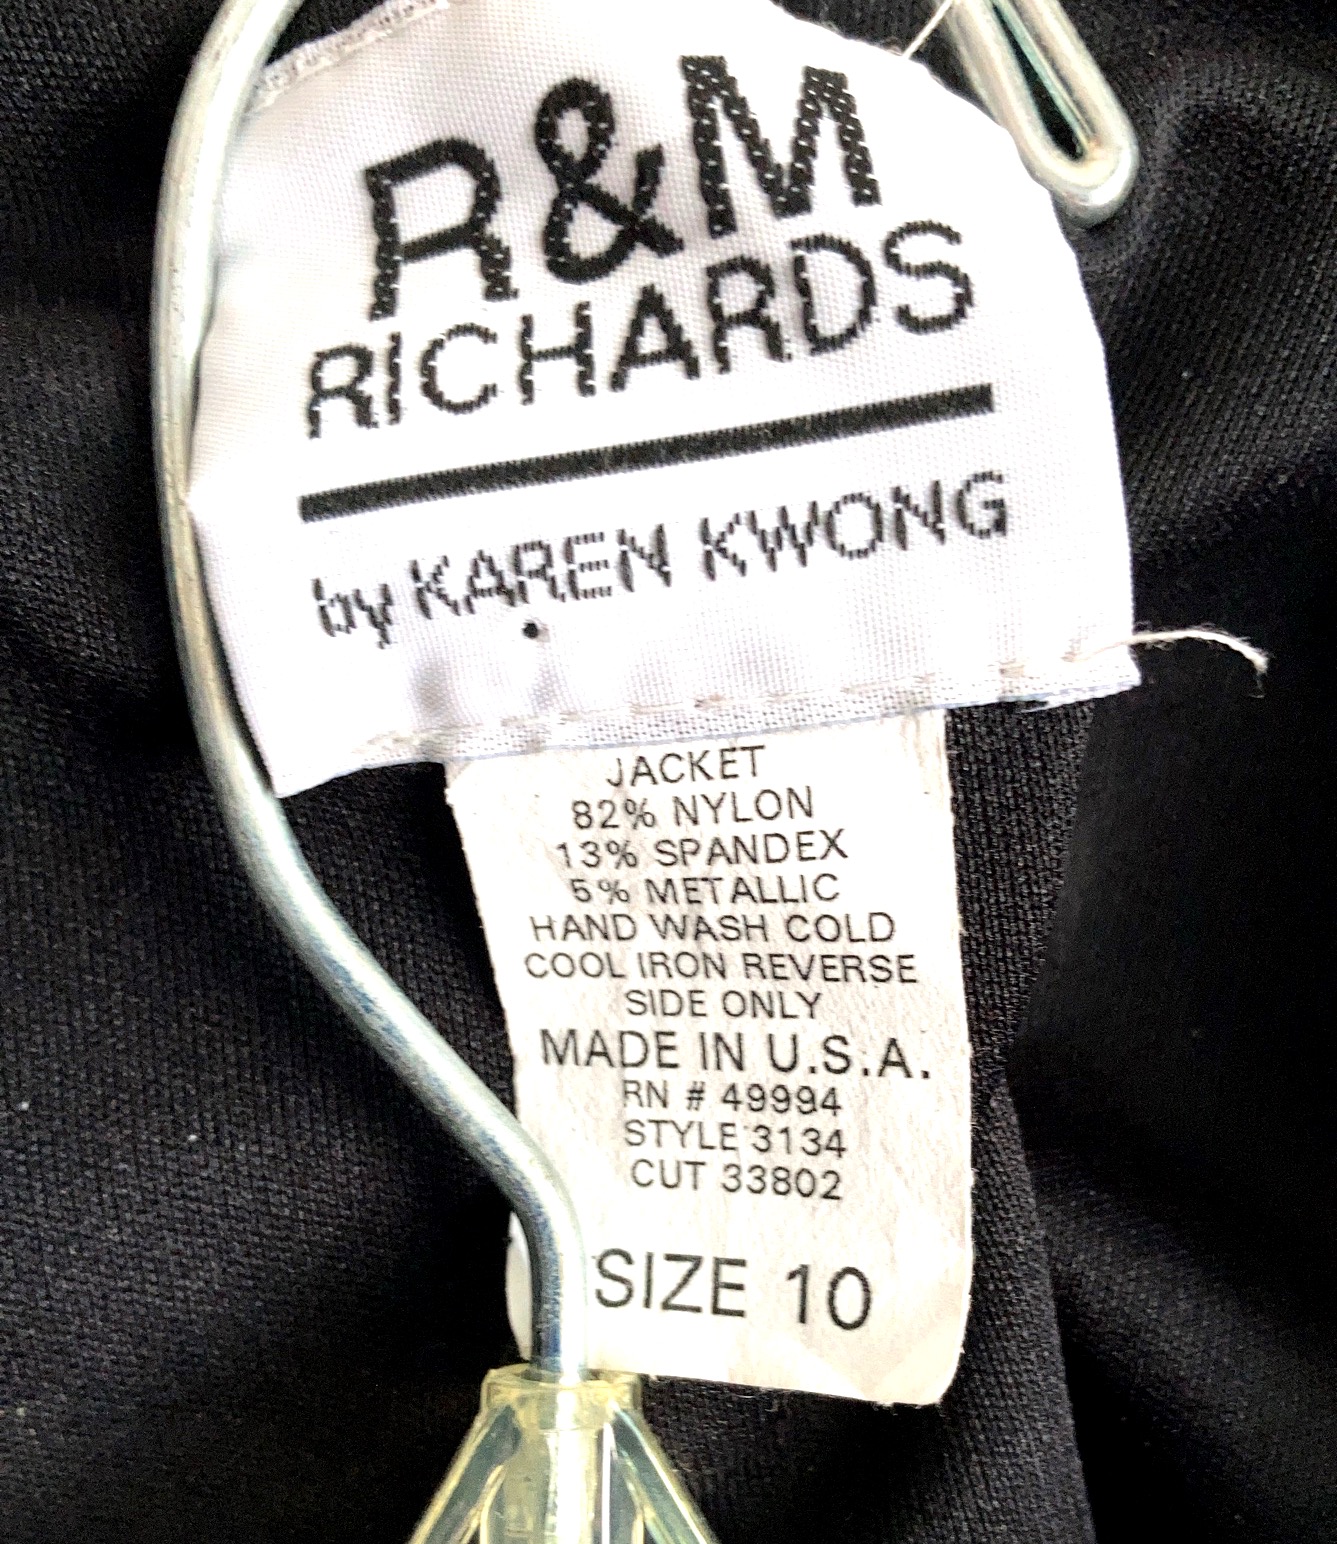 R&M
RICHARDS
by KAREN KWONG
JACKET
82% NYLON
13% SPANDEX
5% METALLIC
HAND WASH COLD
COOL IRON REVERSE
SIDE ONLY
MADE IN U.S.A.
RN # 49994
STYLE 3134
CUT 33802
SIZE 10